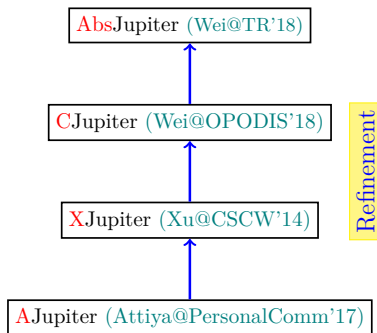 AbsJupiter (Wei@TR'18)
CJupiter (Wei@OPODIS'18)
Refinement
XJupiter (Xu@CSCW'14)
AJupiter (Attiya@PersonalComm'17)